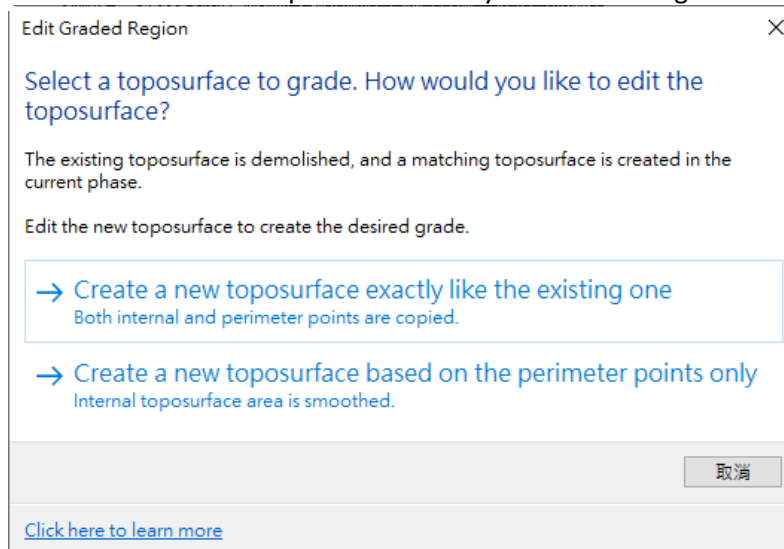 Edit Graded Region
Select a toposurface to grade. How would you like to edit the
toposurface?
The existing toposurface is demolished, and a matching toposurface is created in the
current phase.
Edit the new toposurface to create the desired grade.
→ Create a new toposurface exactly like the existing one
Both internal and perimeter points are copied.
→ Create a new toposurface based on the perimeter points only
Internal toposurface area is smoothed.
取消
Click here to learn more